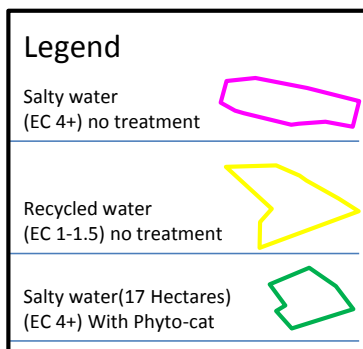 Legend
Salty water
(EC 4+) no treatment
Recycled water
(EC 1-1.5) no treatment
Salty water(17 Hectares)
(EC 4+) With Phyto-cat